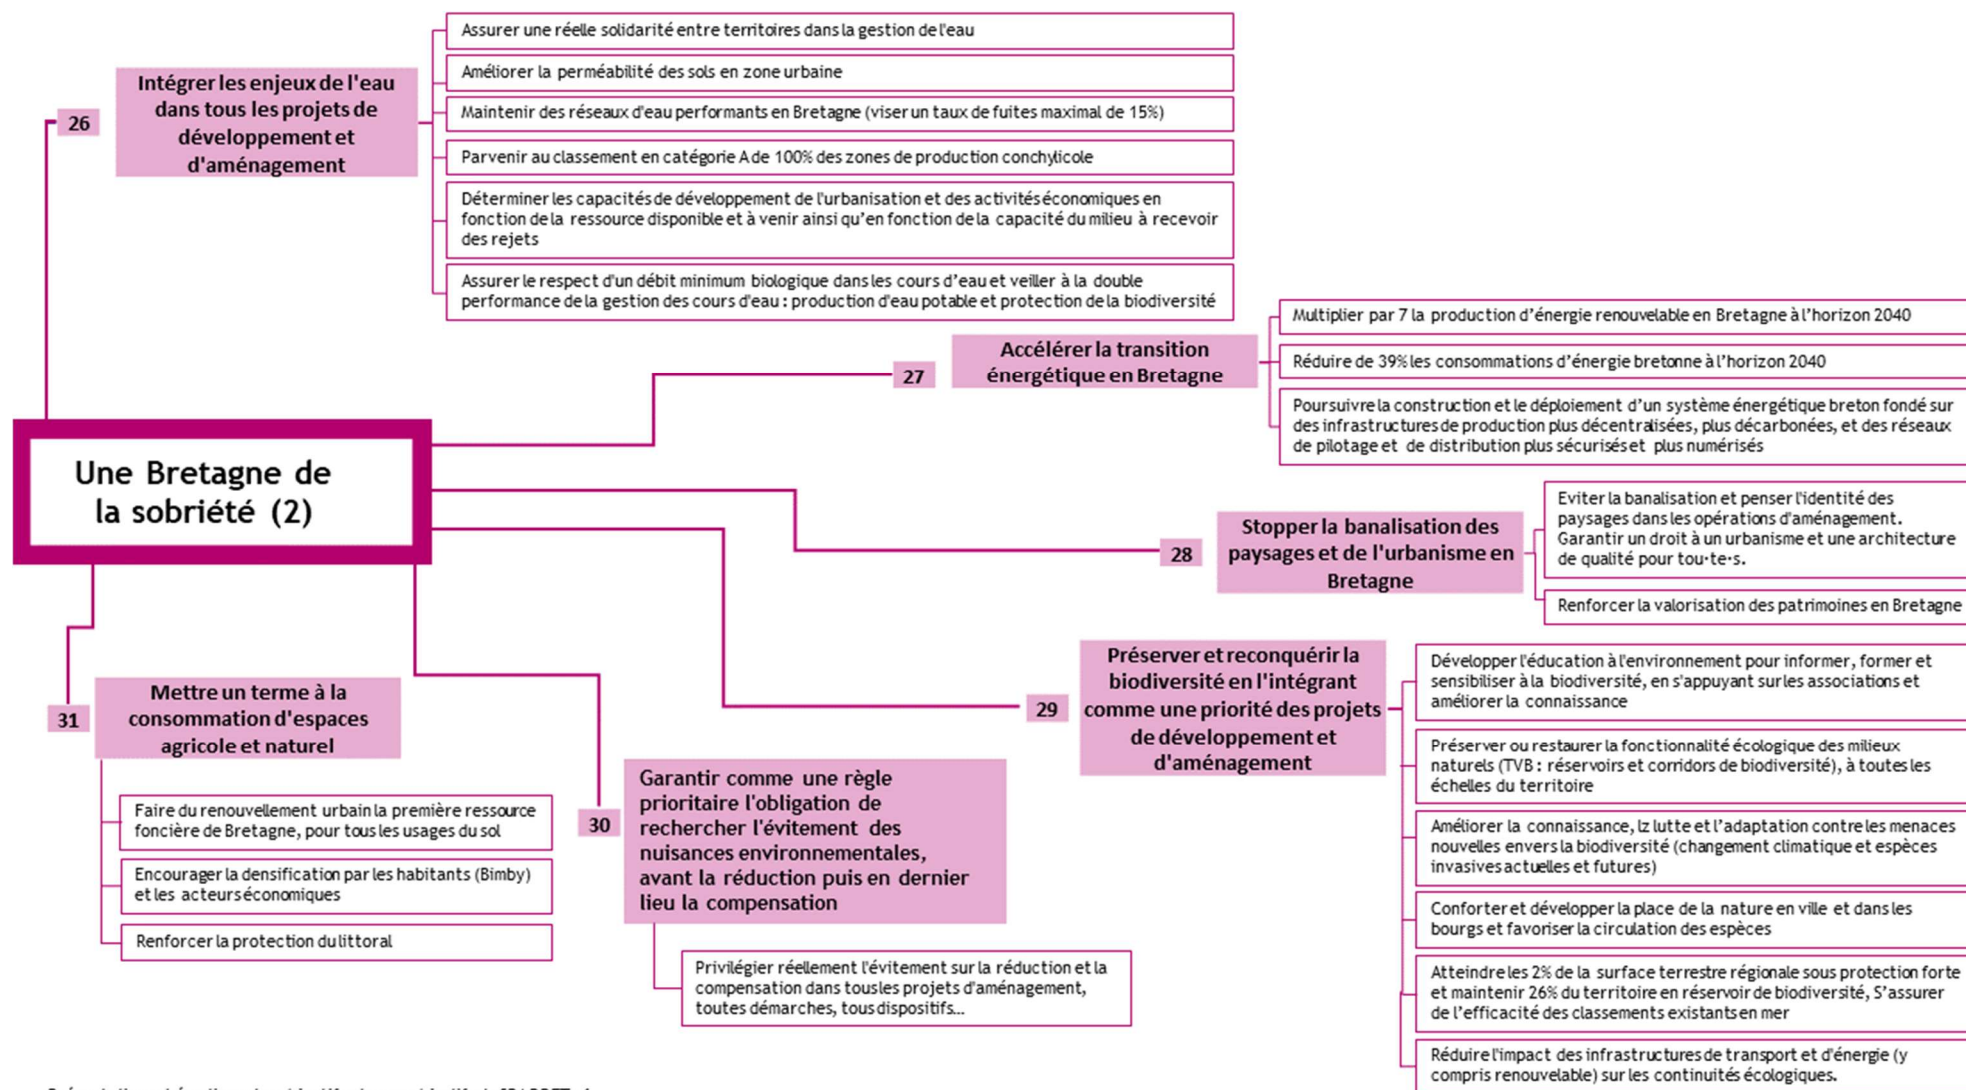 Une Bretagne de
la sobriété (2)
26
Intégrer les enjeux de l'eau
dans tous les projets de
développement et
d'aménagement
Assurer une réelle solidarité entre territoires dans la gestion de l'eau
Améliorer la perméabilité des sols en zone urbaine
Maintenir des réseaux d'eau performants en Bretagne (viser un taux de fuites maximal de 15%)
Parvenir au classement en catégorie A de 100% des zones de production conchylicole
Déterminer les capacités de développement de l'urbanisation et des activités économiques en
fonction de la ressource disponible et à venir ainsi qu'en fonction de la capacité du milieu à recevoir
des rejets
Assurer le respect d'un débit minimum biologique dans les cours d'eau et veiller à la double
performance de la gestion des cours d'eau : production d'eau potable et protection de la biodiversité
27
Accélérer la transition
énergétique en Bretagne
Multiplier par 7 la production d'énergie renouvelable en Bretagne à l'horizon 2040
Réduire de 39% les consommations d'énergie bretonne à l'horizon 2040
Poursuivre la construction et le déploiement d'un système énergétique breton fondé sur
des infrastructures de production plus décentralisées, plus décarbonées, et des réseaux
de pilotage et de distribution plus sécurisés et plus numérisés
28
Stopper la banalisation des
paysages et de l'urbanisme en
Bretagne
Eviter la banalisation et penser l'identité des
paysages dans les opérations d'aménagement.
Garantir un droit à un urbanisme et une architecture
de qualité pour tou·te·s.
Renforcer la valorisation des patrimoines en Bretagne
29
Préserver et reconquérir la
biodiversité en l'intégrant
comme une priorité des projets
de développement et
d'aménagement
Développer l'éducation à l'environnement pour informer, former et
sensibiliser à la biodiversité, en s'appuyant sur les associations et
améliorer la connaissance
Préserver ou restaurer la fonctionnalité écologique des milieux
naturels (TVB : réservoirs et corridors de biodiversité), à toutes les
échelles du territoire
Améliorer la connaissance, lz lutte et l'adaptation contre les menaces
nouvelles envers la biodiversité (changement climatique et espèces
invasives actuelles et futures)
Conforter et développer la place de la nature en ville et dans les
bourgs et favoriser la circulation des espèces
Atteindre les 2% de la surface terrestre régionale sous protection forte
et maintenir 26% du territoire en réservoir de biodiversité, S'assurer
de l'efficacité des classements existants en mer
Réduire l'impact des infrastructures de transport et d'énergie (y
compris renouvelable) sur les continuités écologiques.
30
Garantir comme une règle
prioritaire l'obligation de
rechercher l'évitement des
nuisances environnementales,
avant la réduction puis en dernier
lieu la compensation
Privilégier réellement l'évitement sur la réduction et la
compensation dans tous les projets d'aménagement,
toutes démarches, tous dispositifs…
31
Mettre un terme à la
consommation d'espaces
agricole et naturel
Faire du renouvellement urbain la première ressource
foncière de Bretagne, pour tous les usages du sol
Encourager la densification par les habitants (Bimby)
et les acteurs économiques
Renforcer la protection du littoral